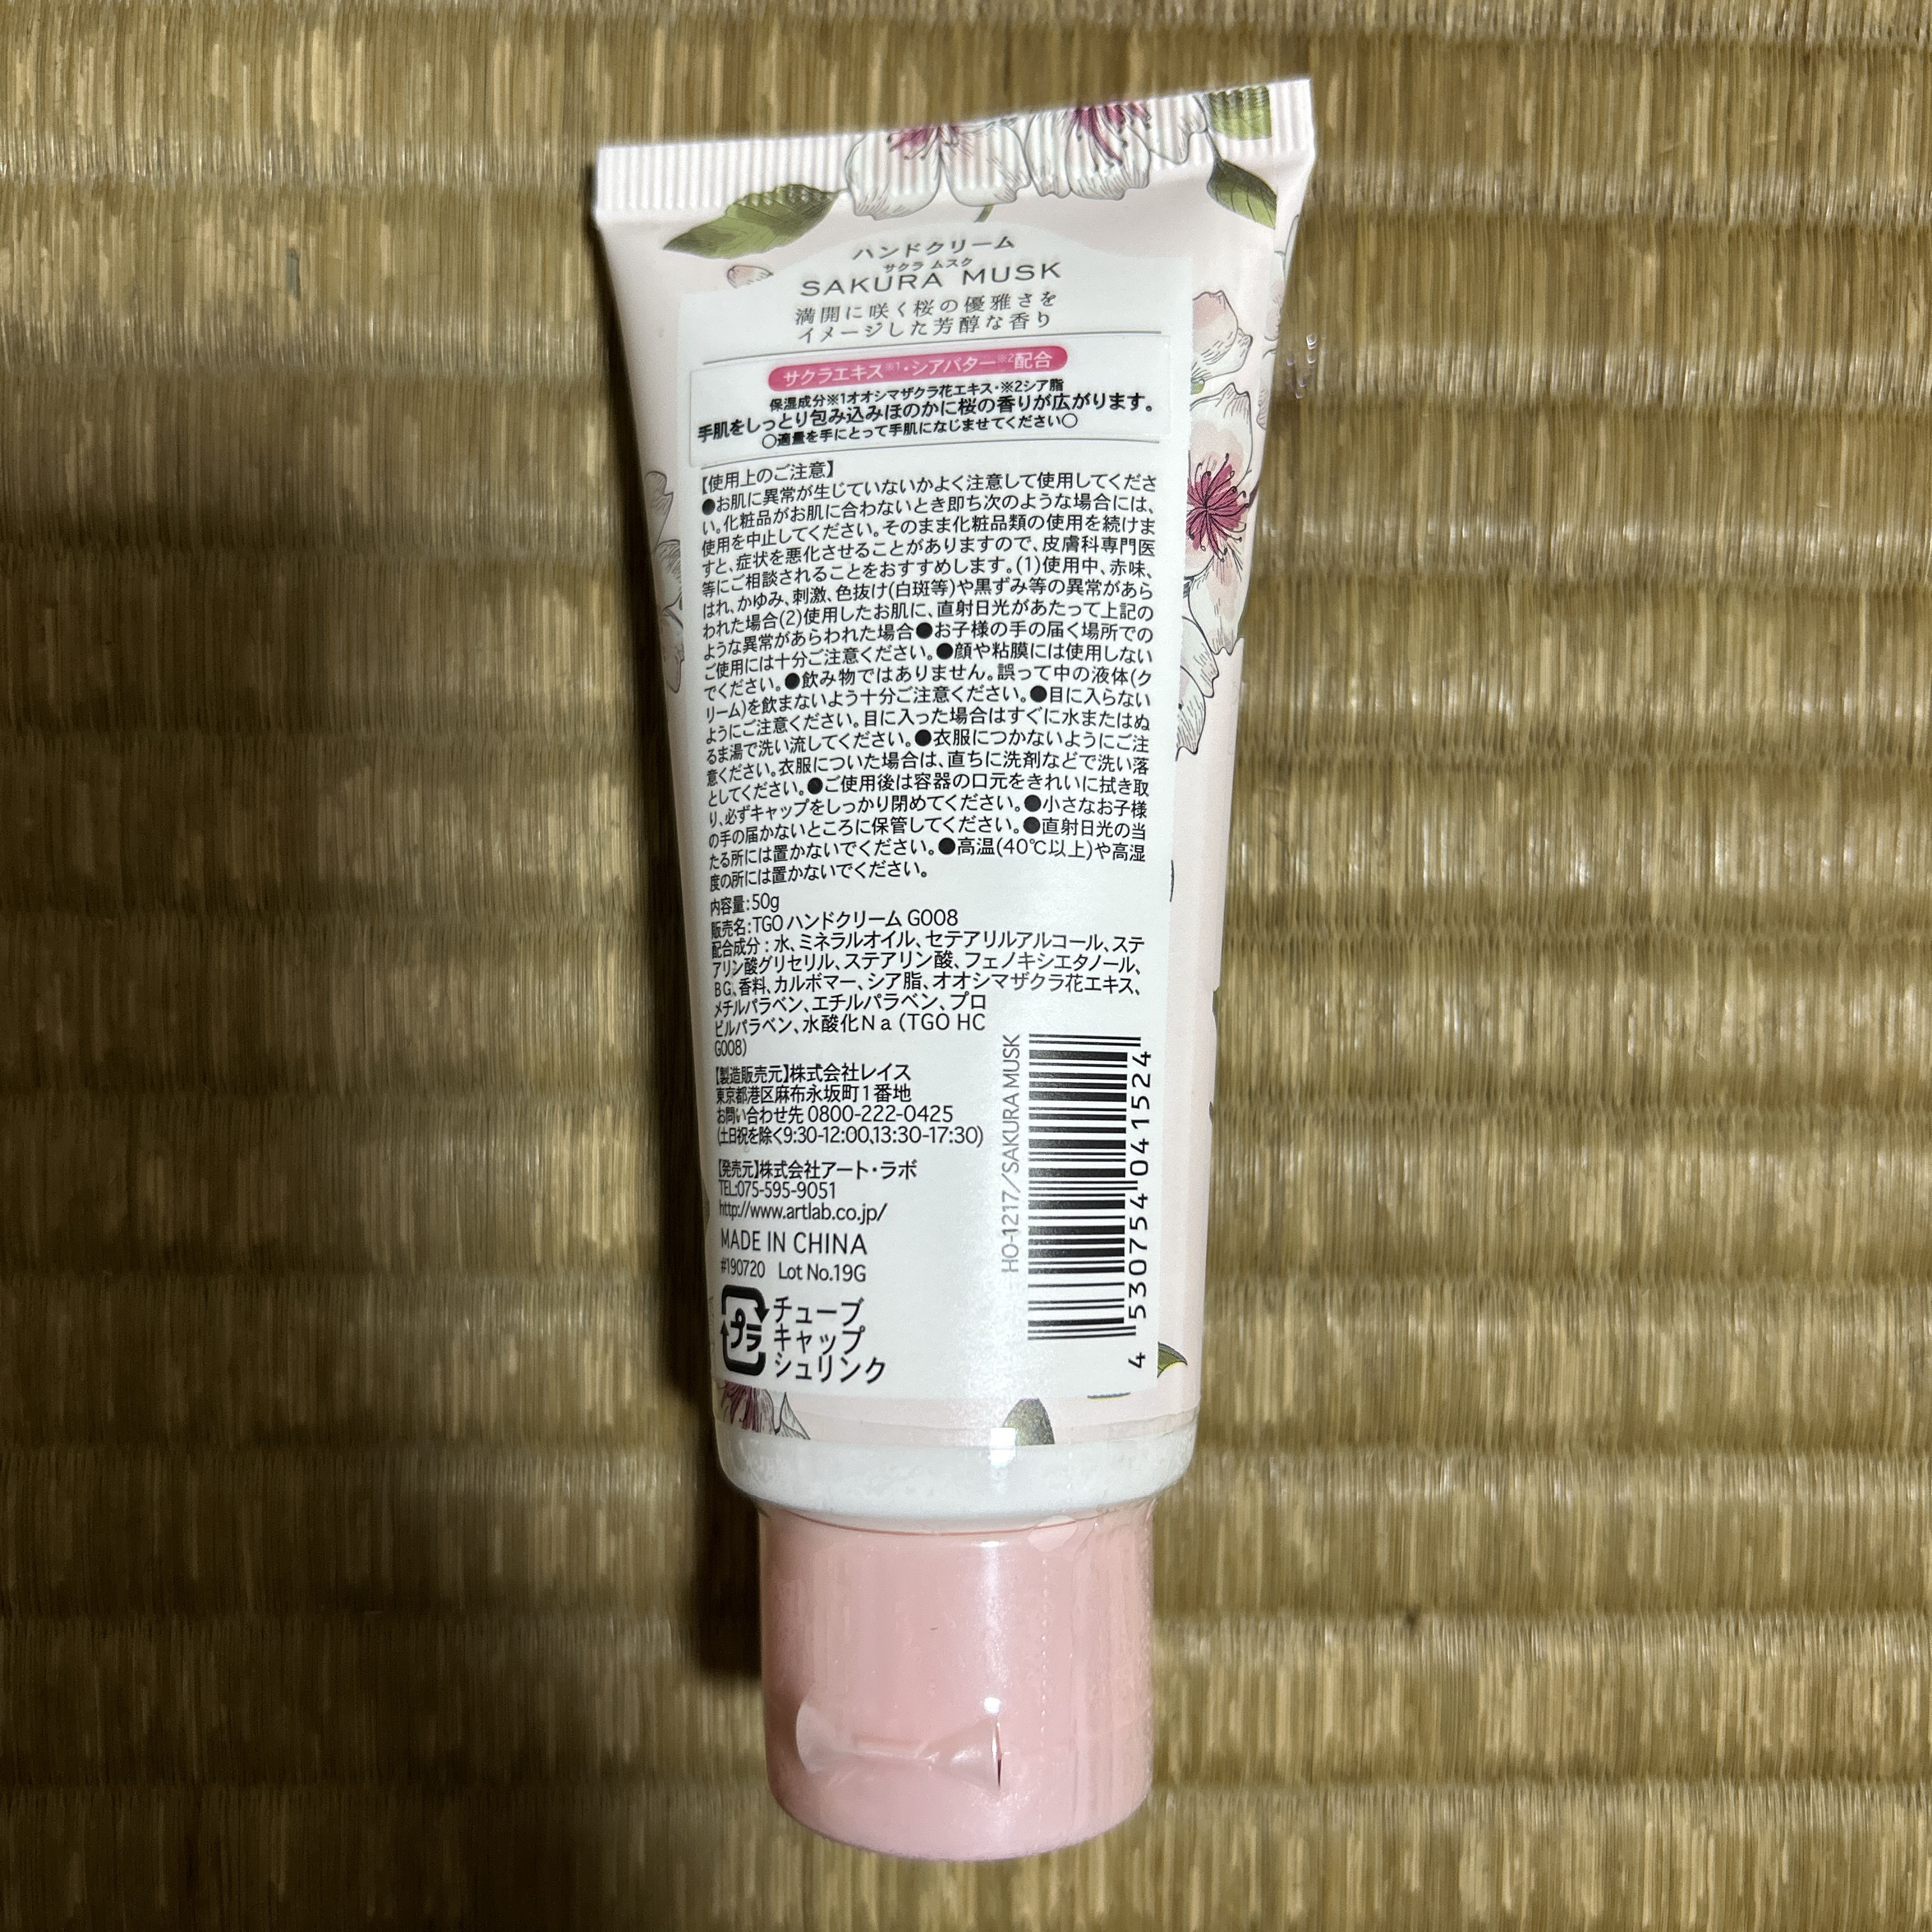 ハンドクリーム
サクラ ムスク
SAKURA MUSK
満開に咲く桜の優雅さを
イメージした芳醇な香り
サクラエキス※1・シアバター※2配合
保湿成分※1オオシマザクラ花エキス・※2シア脂
手肌をしっとり包み込みほのかに桜の香りが広がります。
○適量を手にとって手肌になじませてください○
【使用上のご注意】
●お肌に異常が生じていないかよく注意して使用してくださ
い。化粧品がお肌に合わないとき即ち次のような場合には、
使用を中止してください。そのまま化粧品類の使用を続けま
すと、症状を悪化させることがありますので、皮膚科専門医
等にご相談されることをおすすめします。(1)使用中、赤味、
はれ、かゆみ、刺激、色抜け(白斑等)や黒ずみ等の異常があら
われた場合(2)使用したお肌に、直射日光があたって上記の
ような異常があらわれた場合●お子様の手の届く場所での
ご使用には十分ご注意ください。●顔や粘膜には使用しない
でください。●飲み物ではありません。誤って中の液体(ク
リーム)を飲まないよう十分ご注意ください。●目に入らない
ようにご注意ください。目に入った場合はすぐに水またはぬ
るま湯で洗い流してください。●衣服につかないようにご注
意ください。衣服についた場合は、直ちに洗剤などで洗い落
としてください。●ご使用後は容器の口元をきれいに拭き取
り、必ずキャップをしっかり閉めてください。●小さなお子様
の手の届かないところに保管してください。●直射日光の当
たる所には置かないでください。●高温(40℃以上)や高湿
度の所には置かないでください。
内容量:50g
販売名:TGO ハンドクリーム G008
配合成分:水、ミネラルオイル、セテアリルアルコール、ステ
アリン酸グリセリル、ステアリン酸、フェノキシエタノール、
BG、香料、カルボマー、シア脂、オオシマザクラ花エキス、
メチルパラベン、エチルパラベン、プロ
ピルパラベン、水酸化Na(TGO HC
G008)
【製造販売元】株式会社レイス
東京都港区麻布永坂町1番地
お問い合わせ先 0800-222-0425
(土日祝を除く9:30-12:00、13:30-17:30)
【発売元】株式会社アート・ラボ
TEL:075-595-9051
http://www.artlab.co.jp/
MADE IN CHINA
#190720 Lot No.19G
プラ
チューブ
キャップ
シュリンク
HO-1217/SAKURA MUSK
4 530754 041524